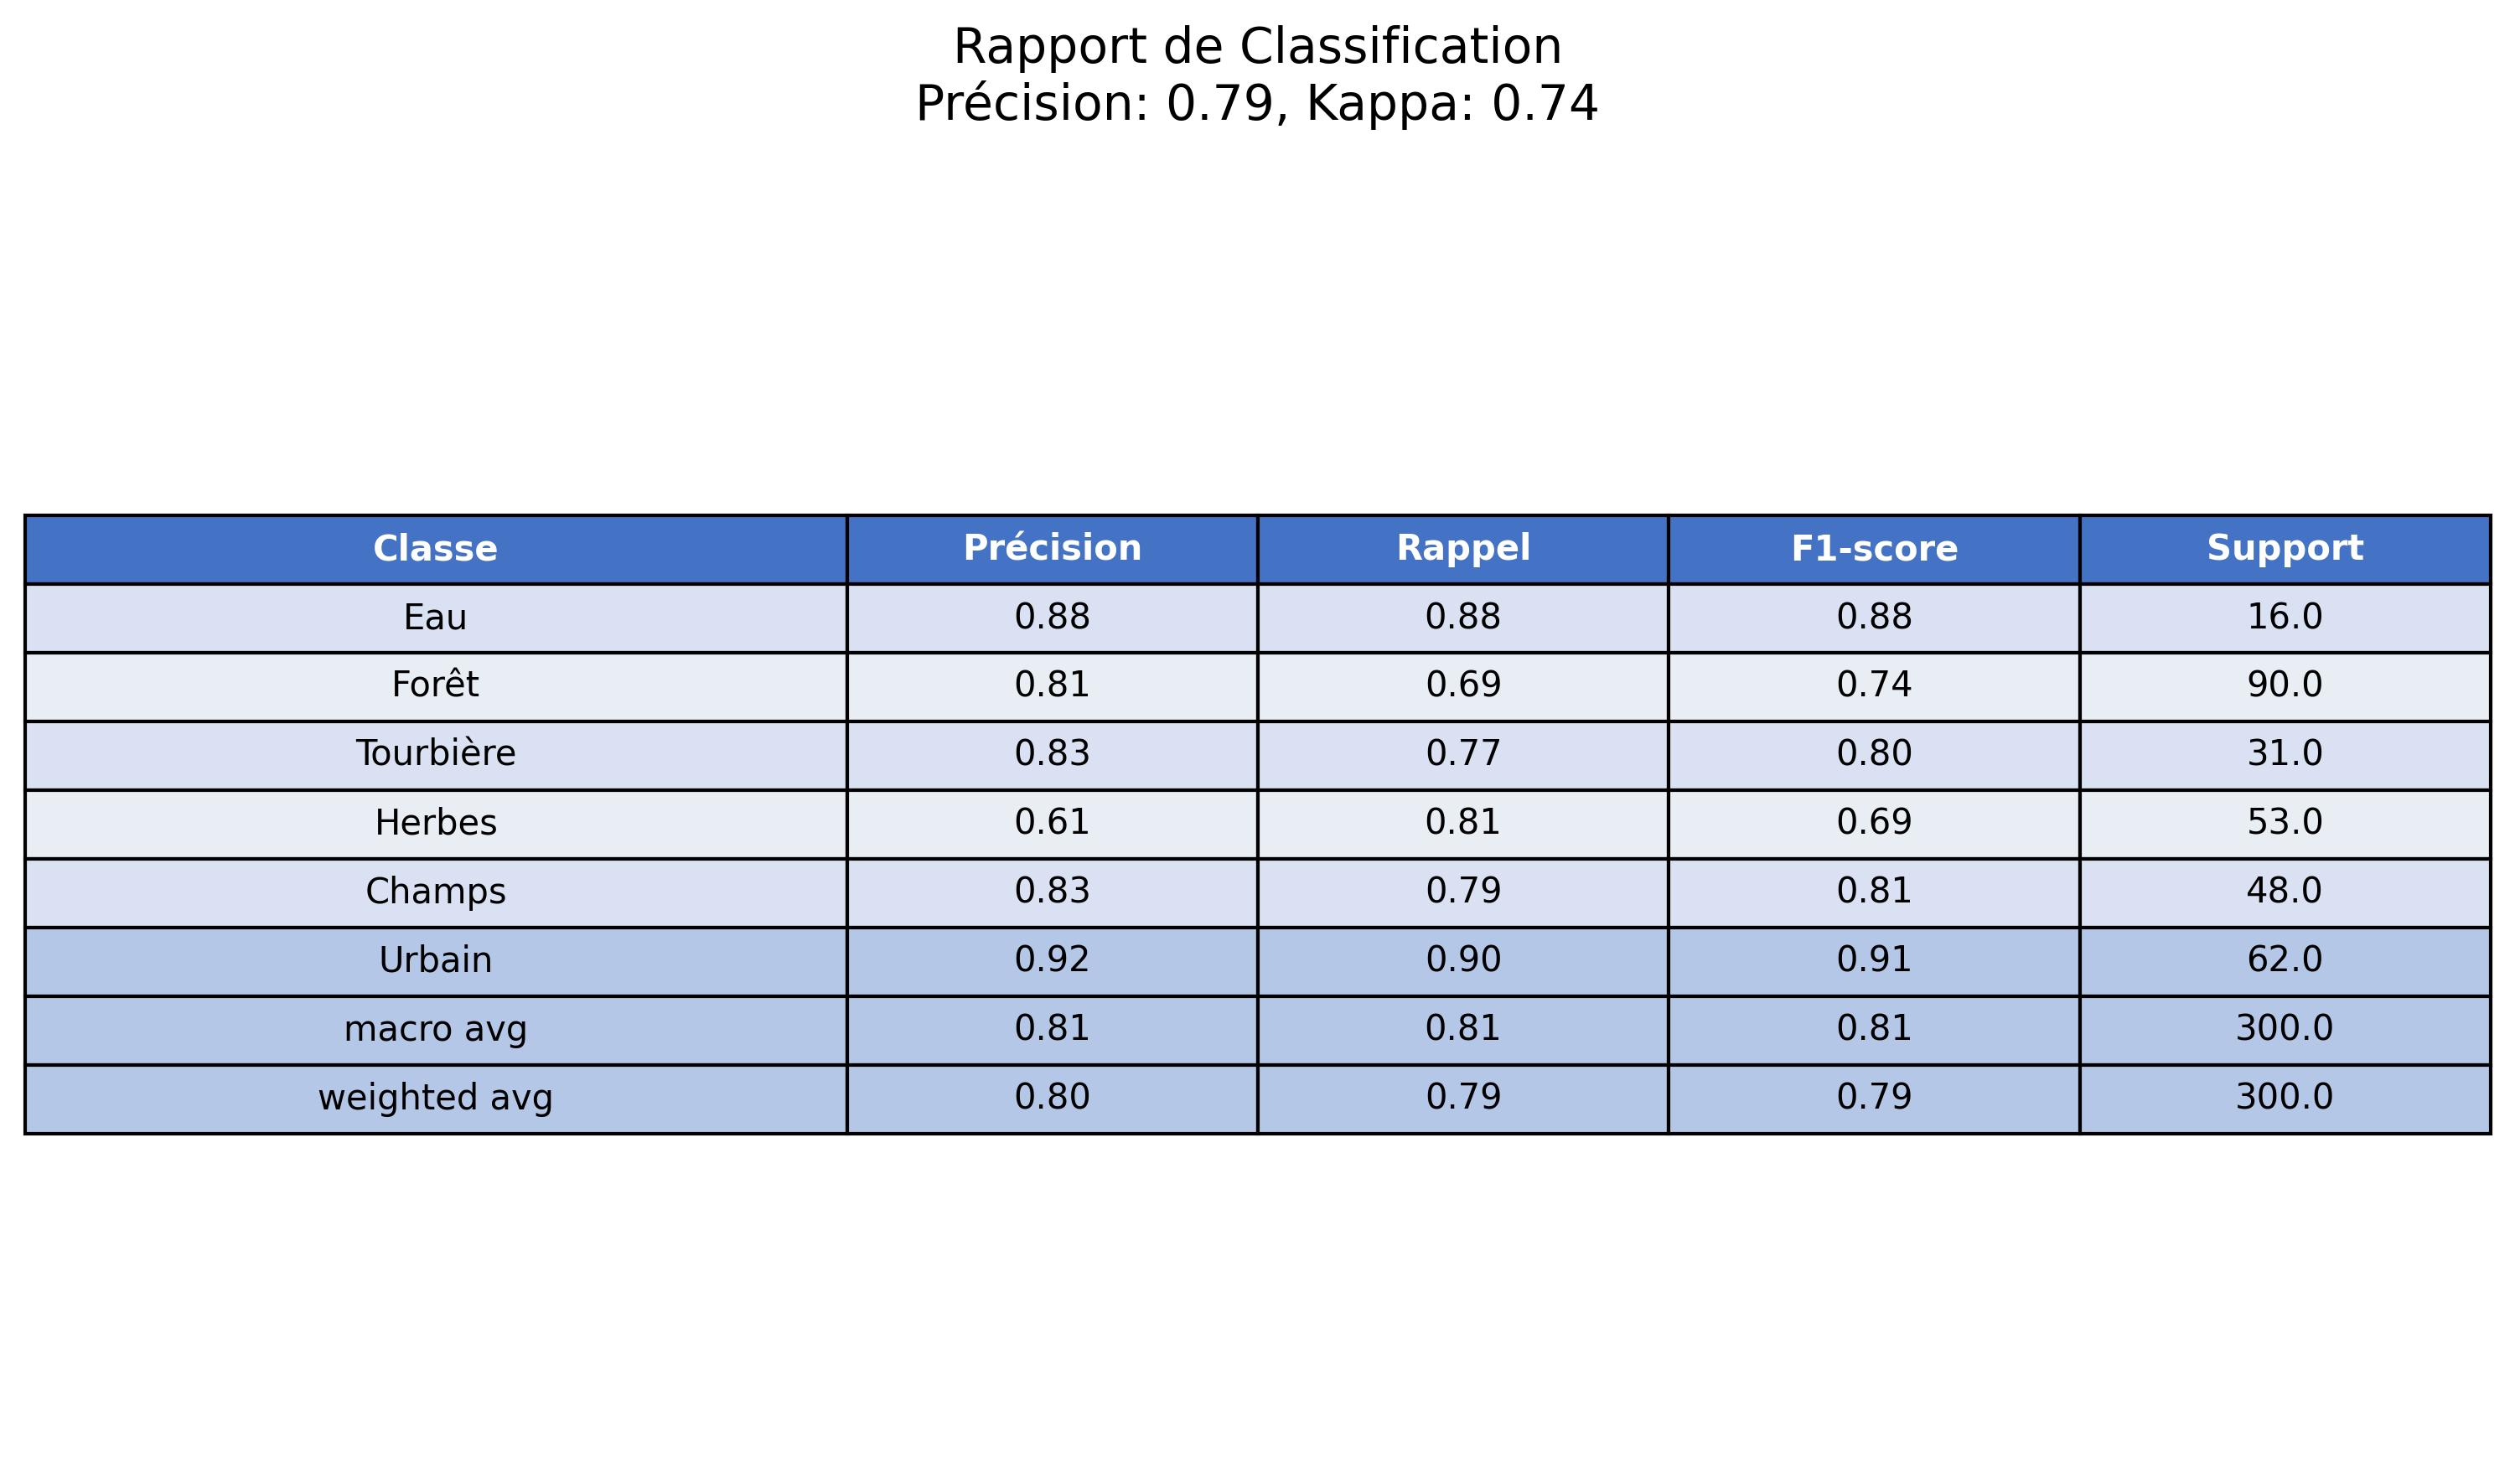 Rapport de Classification
Précision: 0.79, Kappa: 0.74
Classe Précision Rappel F1-score Support
Eau 0.88 0.88 0.88 16.0
Forêt 0.81 0.69 0.74 90.0
Tourbière 0.83 0.77 0.80 31.0
Herbes 0.61 0.81 0.69 53.0
Champs 0.83 0.79 0.81 48.0
Urbain 0.92 0.90 0.91 62.0
macro avg 0.81 0.81 0.81 300.0
weighted avg 0.80 0.79 0.79 300.0